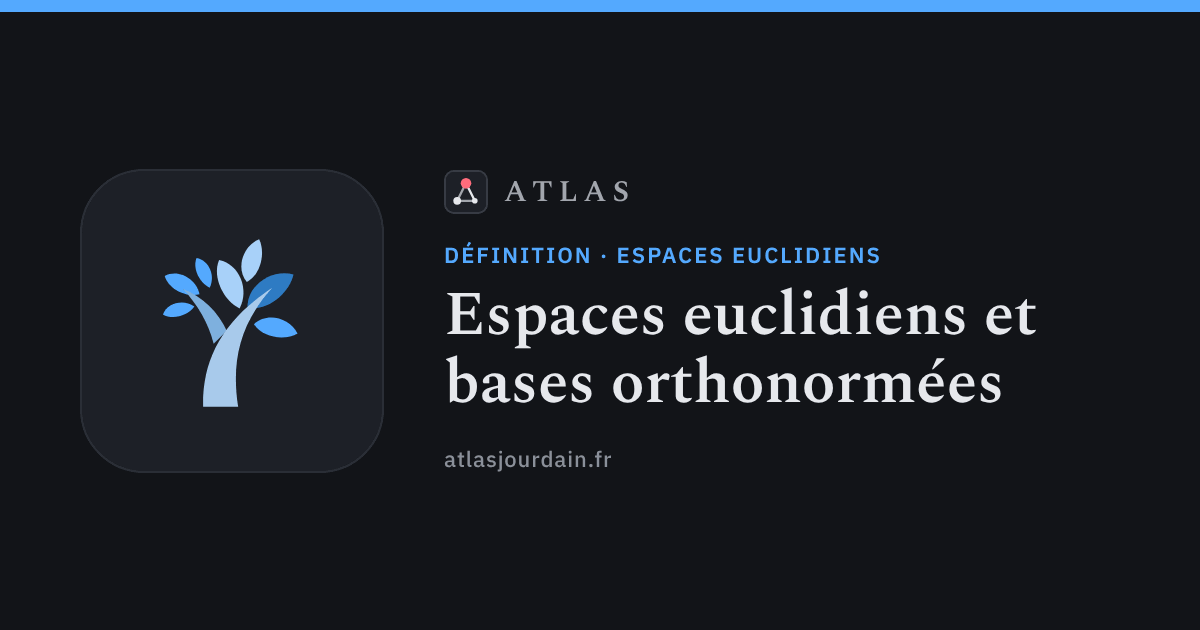 ATLAS
DÉFINITION · ESPACES EUCLIDIENS
Espaces euclidiens et
bases orthonormées
atlasjourdain.fr